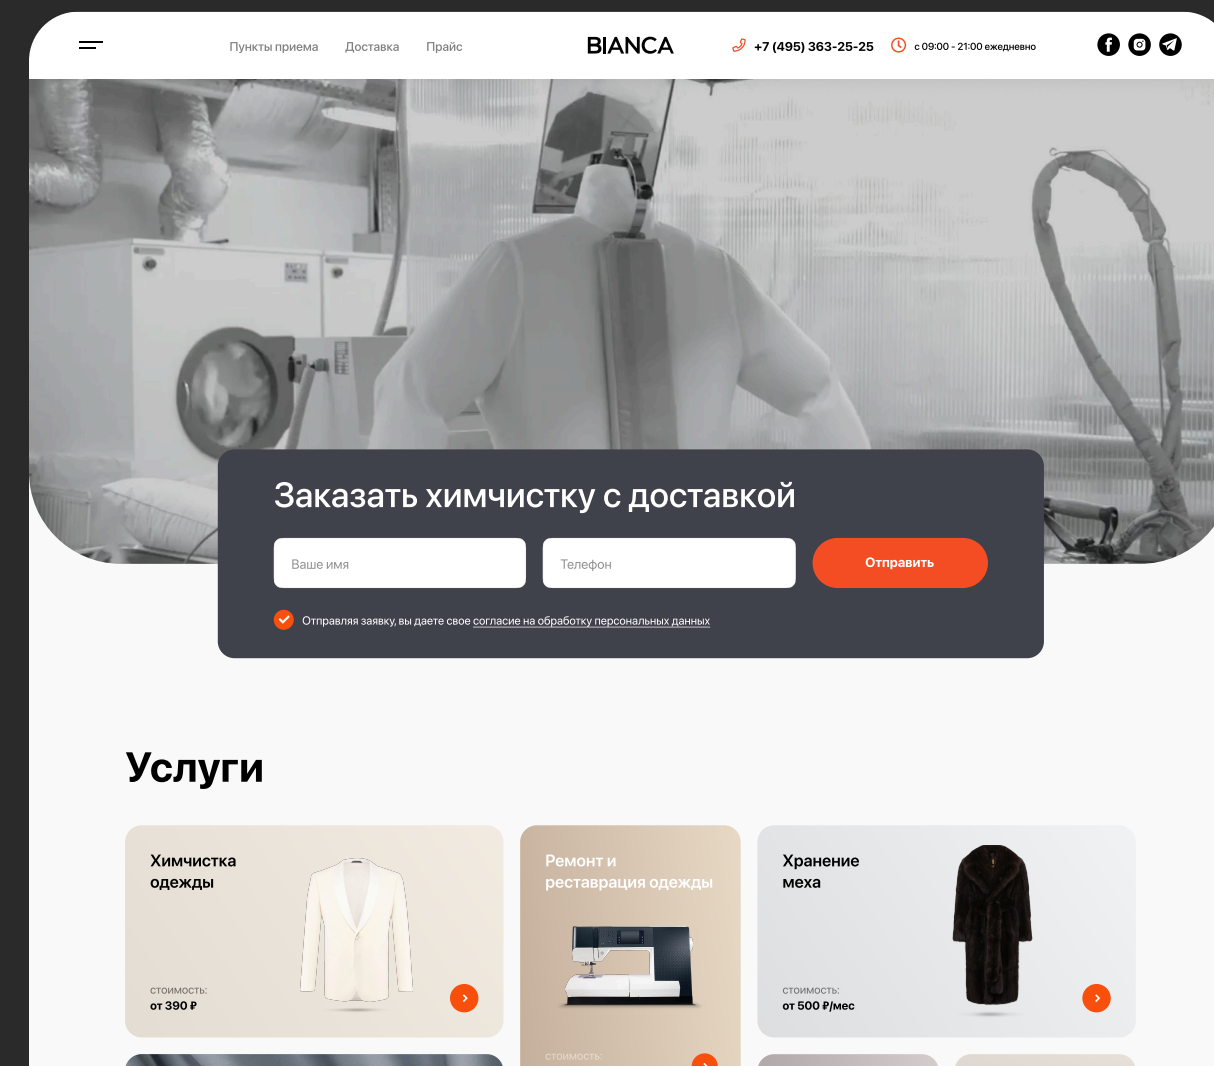 Пункты приема
Доставка
Прайс
BIANCA
+7 (495) 363-25-25
с 09:00 - 21:00 ежедневно
Заказать химчистку с доставкой
Ваше имя
Телефон
Отправить
Отправляя заявку, вы даете свое согласие на обработку персональных данных
Услуги
Химчистка
одежды
стоимость:
от 390 ₽
Ремонт и
реставрация одежды
стоимость:
Хранение
меха
стоимость:
от 500 ₽/мес